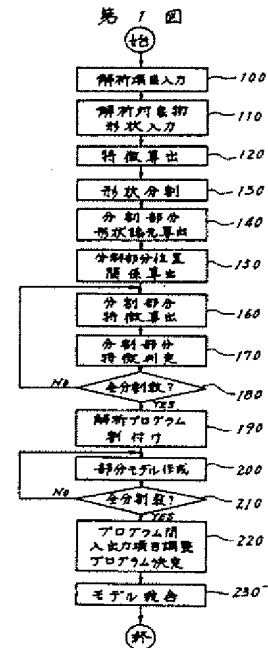 第1図
始
解析項目入力
100
解析対象物
形状入力
110
特徴算出
120
形状分割
130
分割部分
形状諸元算出
140
分割部分位置
関係算出
150
分割部分
特徴算出
160
分割部分
特徴判定
170
全分割数?
180
NO
YES
解析プログラム
割付け
190
部分モデル作成
200
全分割数?
210
NO
YES
プログラム間
入出力項目調整
プログラム決定
220
モデル統合
230
終